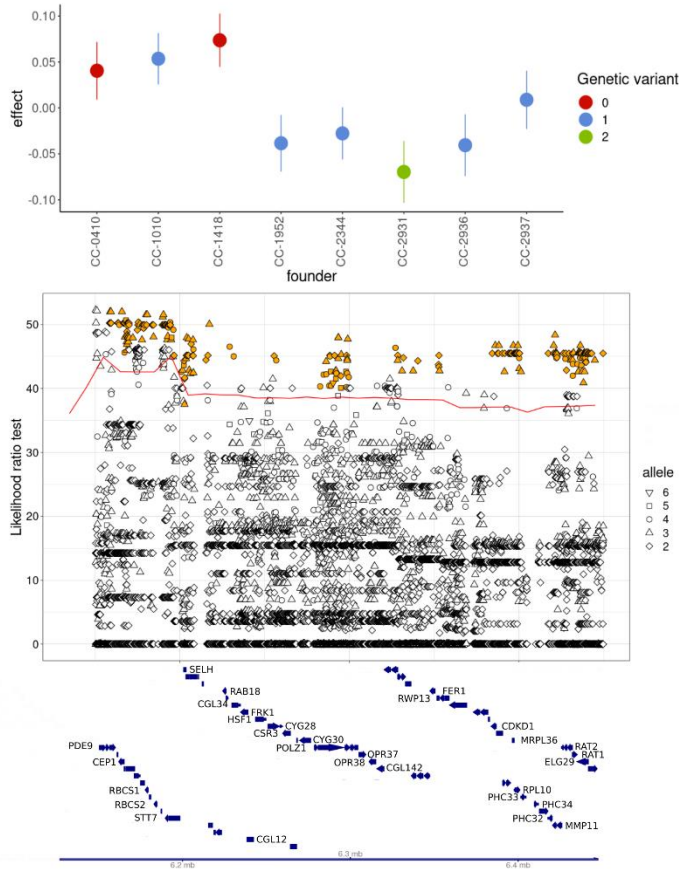 0.10
0.05
0.00
-0.05
-0.10
effect
CC-0410
CC-1010
CC-1418
CC-1952
CC-2344
CC-2931
CC-2936
CC-2937
founder
Genetic variant
0
1
2
50
40
30
20
10
0
Likelihood ratio test
allele
6
5
4
3
2
SELH
RAB18
RWP13
FER1
CGL34
FRK1
HSF1
CYG28
CDKD1
CSR3
CYG30
MRPL36
PDE9
POLZ1
OPR37
RAT2
RAT1
CEP1
OPR38
ELG29
CGL142
RBCS1
PHC33
RPL10
RBCS2
PHC34
STT7
PHC32
MMP11
CGL12
6.2 mb
6.3 mb
6.4 mb